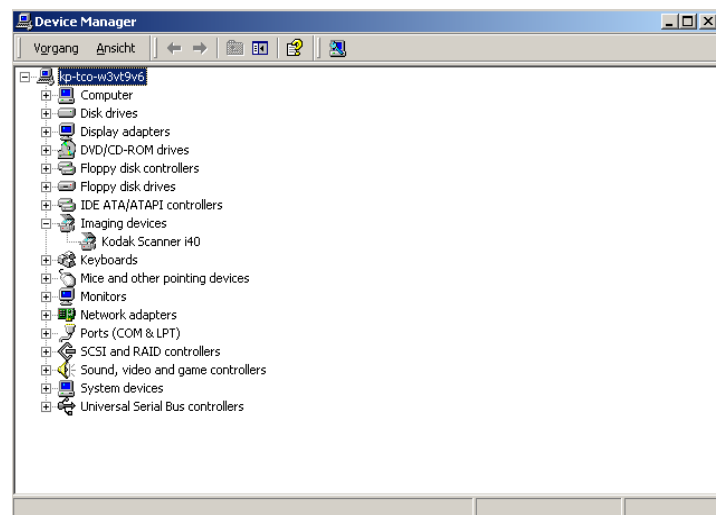 Device Manager
Vorgang Ansicht
kp-tco-w3vt9v6
Computer
Disk drives
Display adapters
DVD/CD-ROM drives
Floppy disk controllers
Floppy disk drives
IDE ATA/ATAPI controllers
Imaging devices
Kodak Scanner i40
Keyboards
Mice and other pointing devices
Monitors
Network adapters
Ports (COM & LPT)
SCSI and RAID controllers
Sound, video and game controllers
System devices
Universal Serial Bus controllers